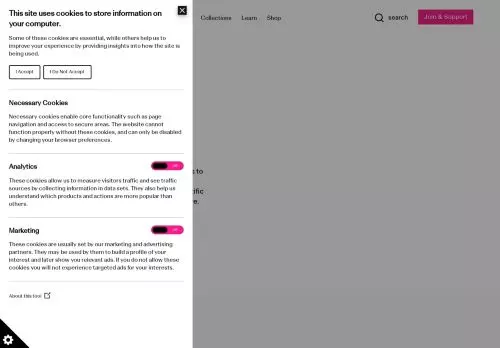 This site uses cookies to store information on
your computer.
Some of these cookies are essential, while others help us to
improve your experience by providing insights into how the site is
being used.
I Accept
I Do Not Accept
Necessary Cookies
Necessary cookies enable core functionality such as page
navigation and access to secure areas. The website cannot
function properly without these cookies, and can only be disabled
by changing your browser preferences.
Analytics
Off
These cookies allow us to measure visitors traffic and see traffic
sources by collecting information in data sets. They also help us
understand which products and actions are more popular than
others.
Marketing
Off
These cookies are usually set by our marketing and advertising
partners. They may be used by them to build a profile of your
interest and later show you relevant ads. If you do not allow these
cookies you will not experience targeted ads for your interests.
About this tool
Collections
Learn
Shop
search
Join & Support